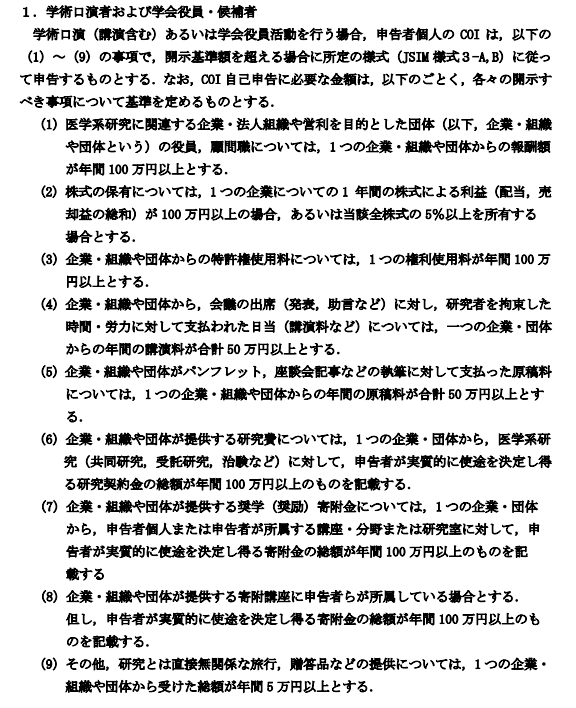 1．学術口演者および学会役員・候補者
学術口演（講演含む）あるいは学会役員活動を行う場合，申告者個人の COI は，以下の
（1）～（9）の事項で，開示基準額を超える場合に所定の様式（JSIM 様式３-A,B）に従っ
て申告するものとする．なお，COI 自己申告に必要な金額は，以下のごとく，各々の開示す
べき事項について基準を定めるものとする．
（1）医学系研究に関連する企業・法人組織や営利を目的とした団体（以下，企業・組織
や団体という）の役員，顧問職については，1 つの企業・組織や団体からの報酬額
が年間 100 万円以上とする．
（2）株式の保有については，1 つの企業についての 1 年間の株式による利益（配当，売
却益の総和）が 100 万円以上の場合，あるいは当該全株式の 5％以上を所有する
場合とする．
（3）企業・組織や団体からの特許権使用料については，1 つの権利使用料が年間 100 万
円以上とする．
（4）企業・組織や団体から，会議の出席（発表，助言など）に対し，研究者を拘束した
時間・労力に対して支払われた日当（講演料など）については，一つの企業・団体
からの年間の講演料が合計 50 万円以上とする．
（5）企業・組織や団体がパンフレット，座談会記事などの執筆に対して支払った原稿料
については，1 つの企業・組織や団体からの年間の原稿料が合計 50 万円以上とす
る．
（6）企業・組織や団体が提供する研究費については，1 つの企業・団体から，医学系研
究（共同研究，受託研究，治験など）に対して，申告者が実質的に使途を決定し得
る研究契約金の総額が年間 100 万円以上のものを記載する．
（7）企業・組織や団体が提供する奨学（奨励）寄附金については，1 つの企業・団体
から，申告者個人または申告者が所属する講座・分野または研究室に対して，申
告者が実質的に使途を決定し得る寄附金の総額が年間 100 万円以上のものを記
載する
（8）企業・組織や団体が提供する寄附講座に申告者らが所属している場合とする．
但し，申告者が実質的に使途を決定し得る寄附金の総額が年間 100 万円以上のも
のを記載する．
（9）その他，研究とは直接無関係な旅行，贈答品などの提供については，1 つの企業・
組織や団体から受けた総額が年間 5 万円以上とする．